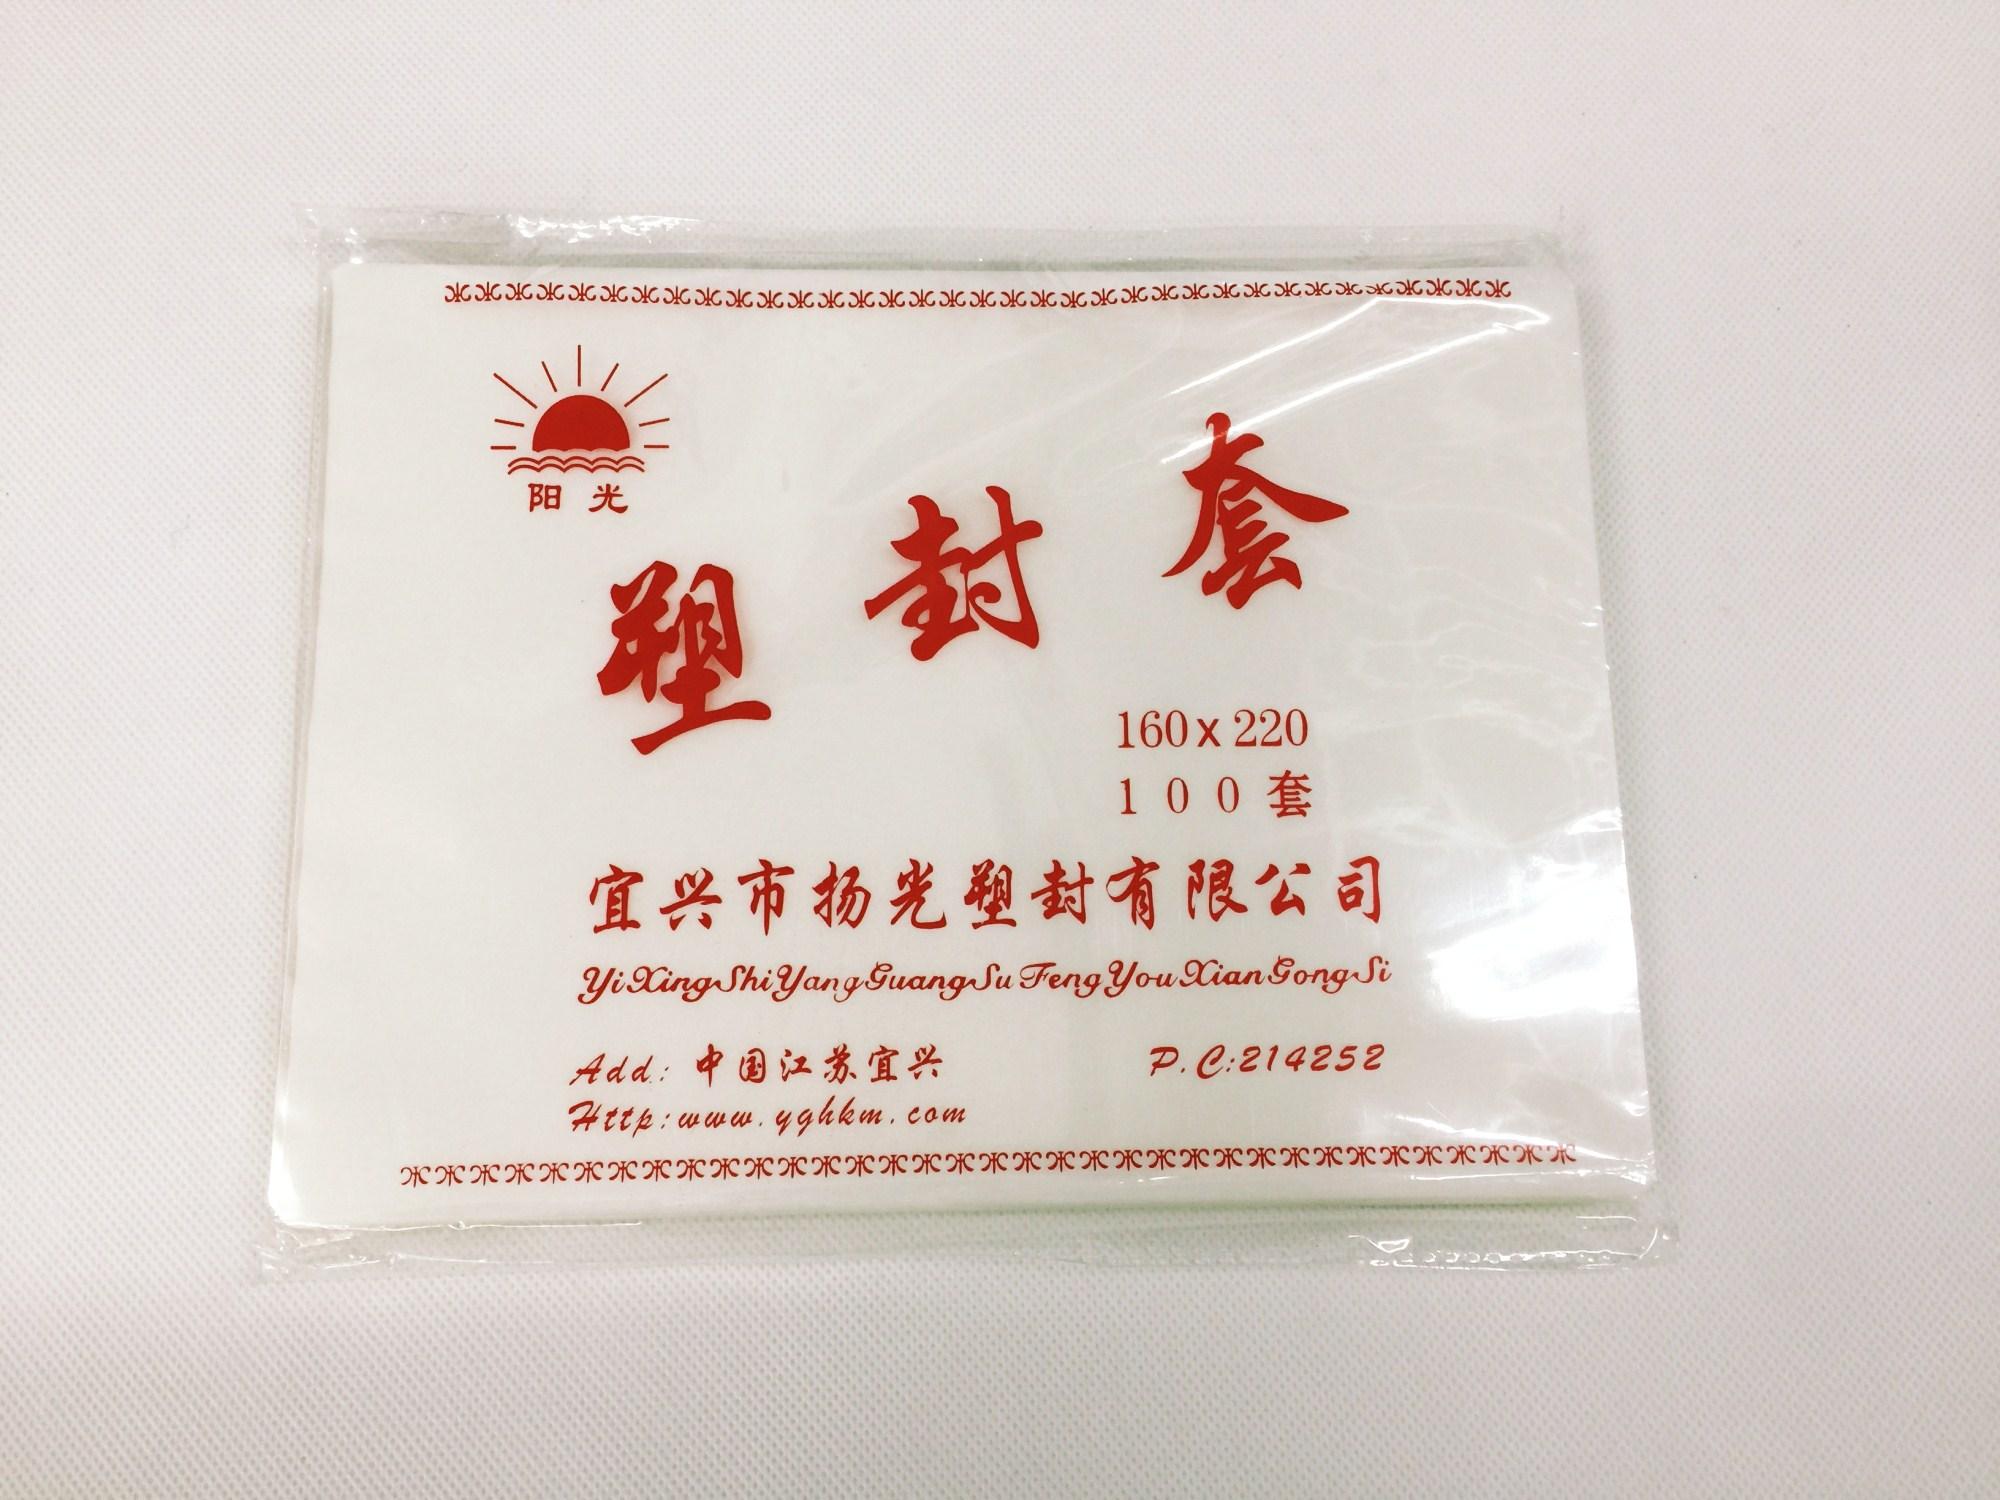 阳光
塑封套
160x220
100套
宜兴市扬光塑封有限公司
YiXingShiYangGuangSuFengYouXianGongSi
Add: 中国江苏宜兴 P.C:214252
Http:www.yghkm.com